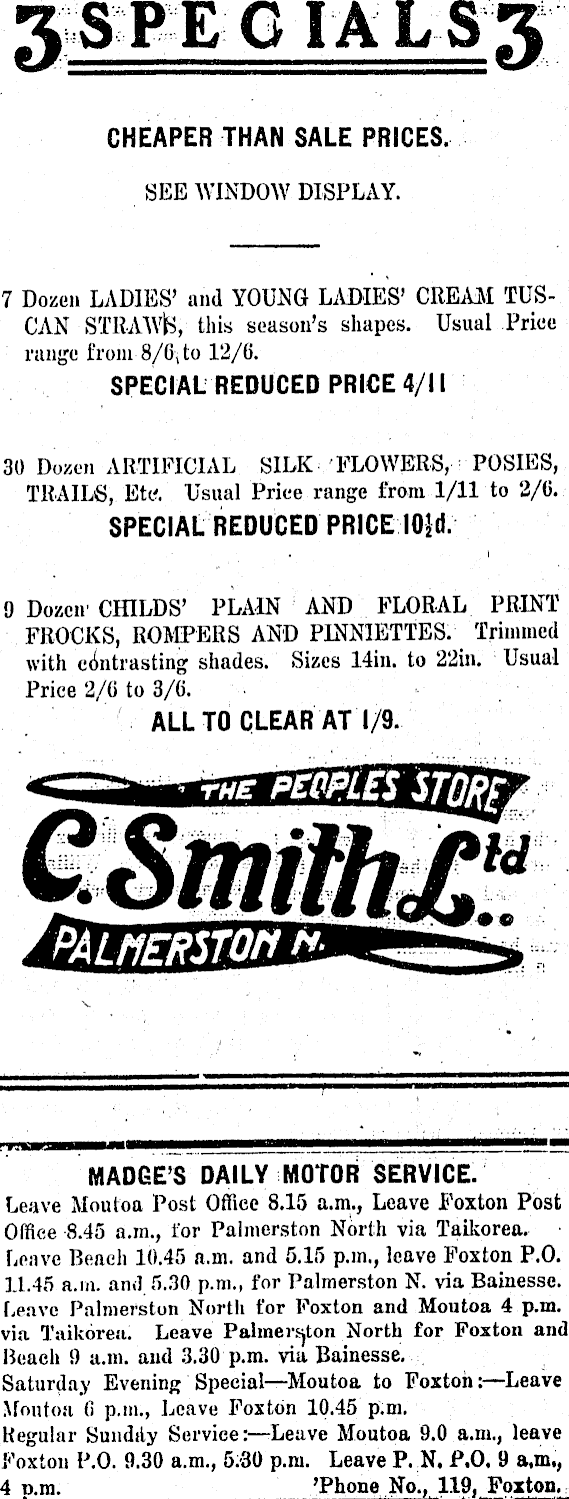 3 SPECIALS 3
CHEAPER THAN SALE PRICES.
SEE WINDOW DISPLAY.
7 Dozen LADIES' and YOUNG LADIES' CREAM TUS-
CAN STRAWS, this season's shapes. Usual Price
range from 8/6 to 12/6.
SPECIAL REDUCED PRICE 4/11
30 Dozen ARTIFICIAL SILK FLOWERS, POSIES,
TRAILS, Etc. Usual Price range from 1/11 to 2/6.
SPECIAL REDUCED PRICE 10½d.
9 Dozen CHILDS' PLAIN AND FLORAL PRINT
FROCKS, ROMPERS AND PINNIETTES. Trimmed
with contrasting shades. Sizes 14in. to 22in. Usual
Price 2/6 to 3/6.
ALL TO CLEAR AT 1/9.
THE PEOPLES STORE
C. Smith Ltd..
PALMERSTON N.
MADGE'S DAILY MOTOR SERVICE.
Leave Moutoa Post Office 8.15 a.m., Leave Foxton Post
Office 8.45 a.m., for Palmerston North via Taikorea.
Leave Beach 10.45 a.m. and 5.15 p.m., leave Foxton P.O.
11.45 a.m. and 5.30 p.m., for Palmerston N. via Bainesse.
Leave Palmerston North for Foxton and Moutoa 4 p.m.
via Taikorea. Leave Palmerston North for Foxton and
Beach 9 a.m. and 3.30 p.m. via Bainesse.
Saturday Evening Special—Moutoa to Foxton:—Leave
Moutoa 6 p.m., Leave Foxton 10.45 p.m.
Regular Sunday Service:—Leave Moutoa 9.0 a.m., leave
Foxton P.O. 9.30 a.m., 5.30 p.m. Leave P. N. P.O. 9 a.m.,
4 p.m. 'Phone No., 119, Foxton.